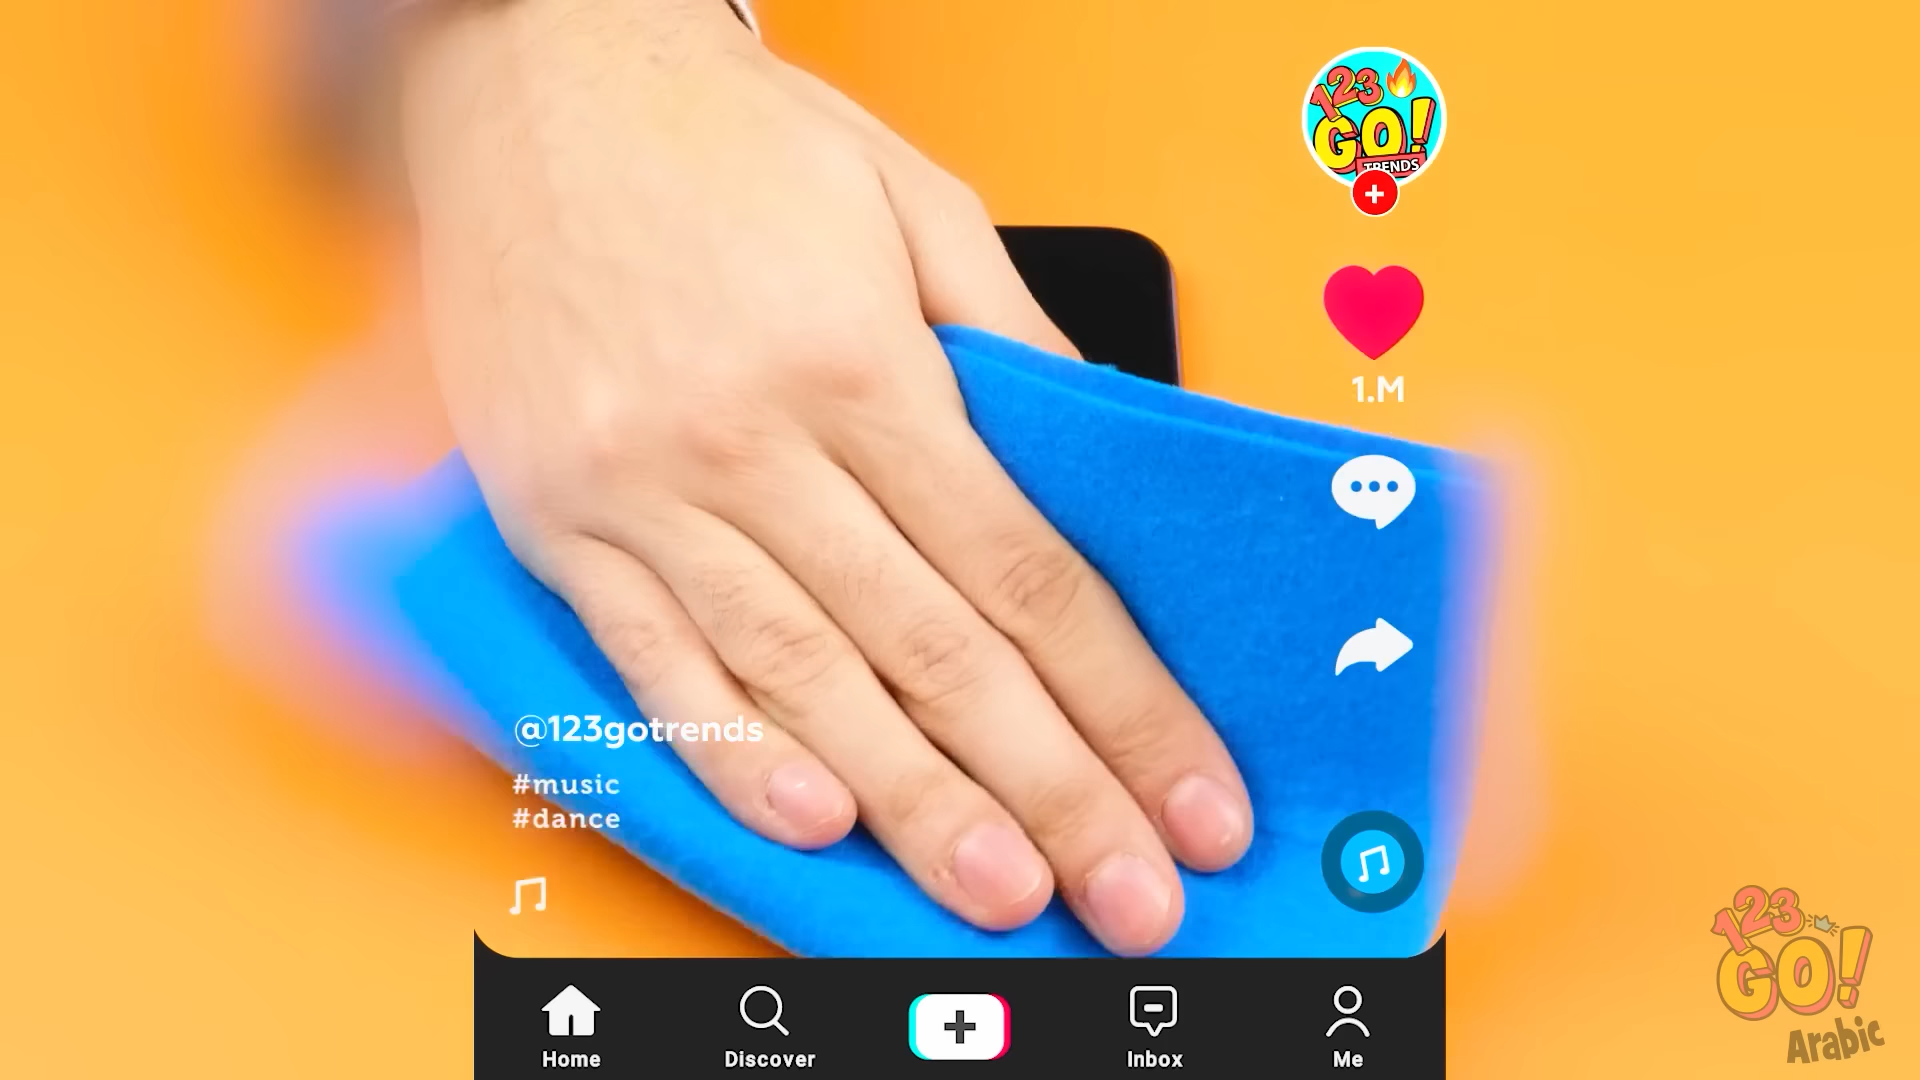 123
GO!
TRENDS
1.M
@123gotrends
#music
#dance
Home
Discover
Inbox
Me
123
GO!
Arabic